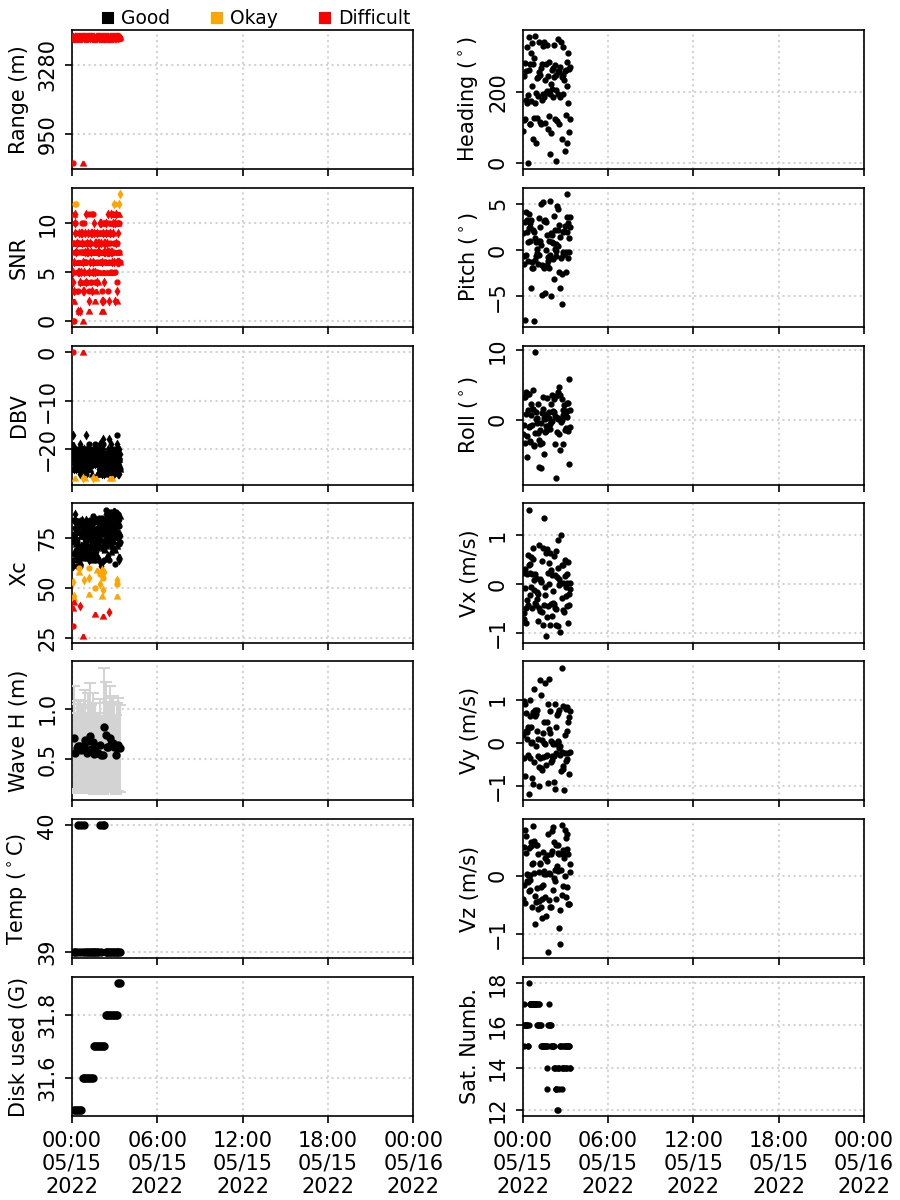 Good Okay Difficult
Range (m)
3280
950
Heading (°)
200
0
SNR
10
5
0
Pitch (°)
5
0
−5
DBV
0
−10
−20
Roll (°)
10
0
Xc
75
50
25
Vx (m/s)
1
0
−1
Wave H (m)
1.0
0.5
Vy (m/s)
1
0
−1
Temp (°C)
40
39
Vz (m/s)
0
−1
Disk used (G)
31.8
31.6
Sat. Numb.
18
16
14
12
00:00 06:00 12:00 18:00 00:00
05/15 05/15 05/15 05/15 05/16
2022 2022 2022 2022 2022
00:00 06:00 12:00 18:00 00:00
05/15 05/15 05/15 05/15 05/16
2022 2022 2022 2022 2022